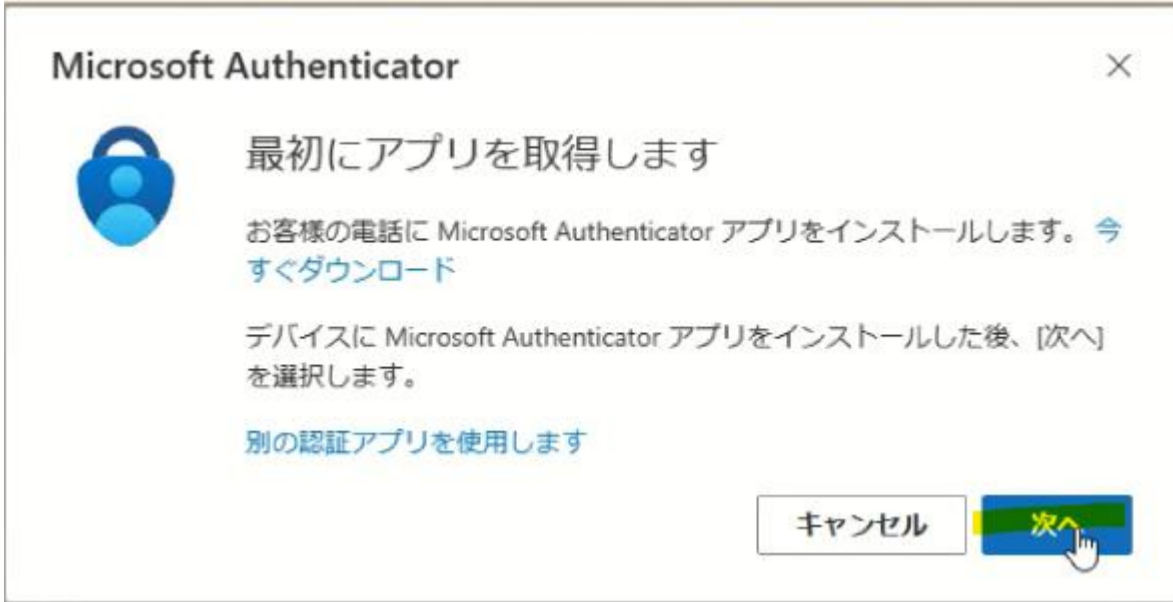 Microsoft Authenticator
最初にアプリを取得します
お客様の電話に Microsoft Authenticator アプリをインストールします。 今
すぐダウンロード
デバイスに Microsoft Authenticator アプリをインストールした後、[次へ]
を選択します。
別の認証アプリを使用します
キャンセル
次へ